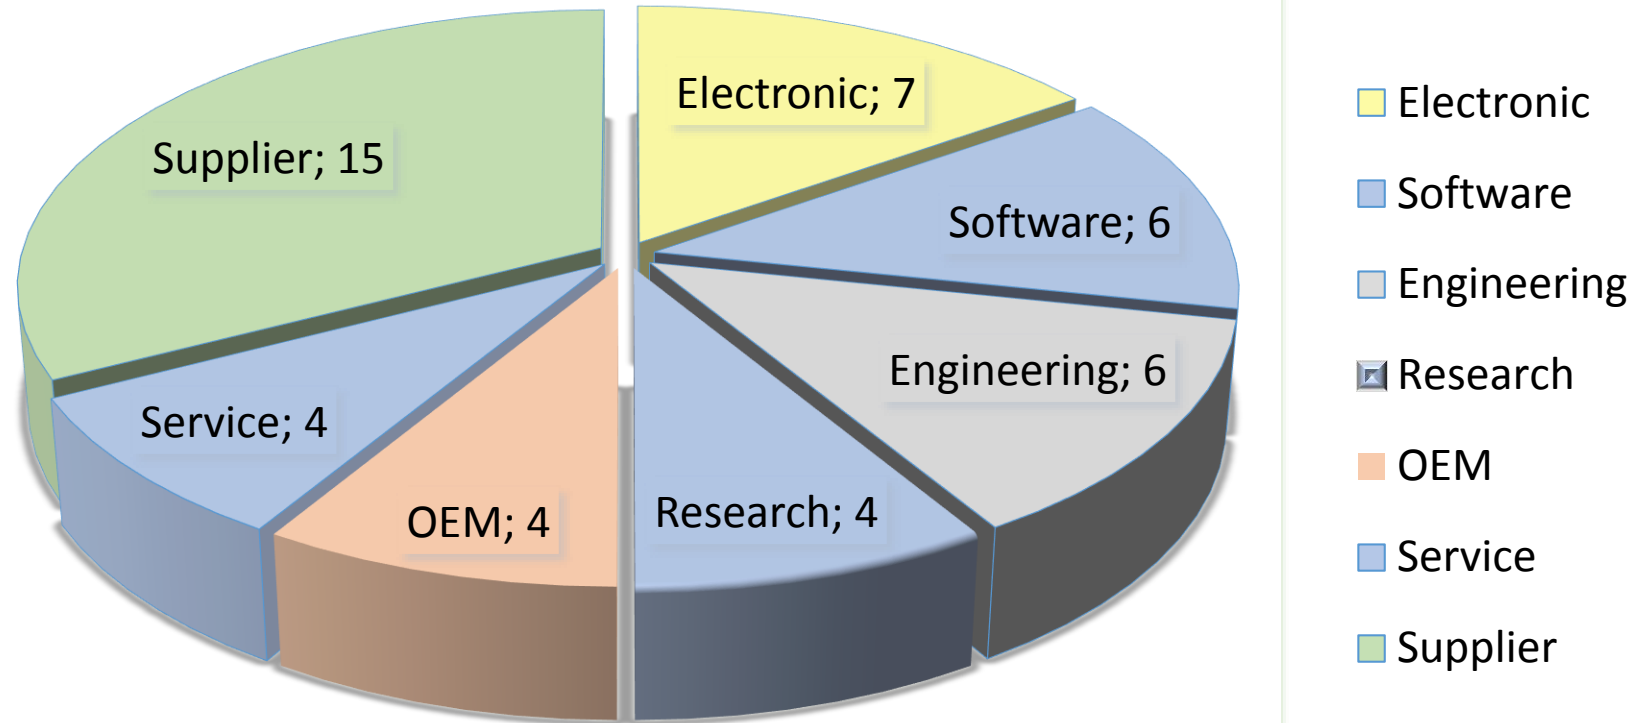 Electronic; 7
Supplier; 15
Software; 6
Engineering; 6
Service; 4
Research; 4
OEM; 4
Electronic
Software
Engineering
Research
OEM
Service
Supplier